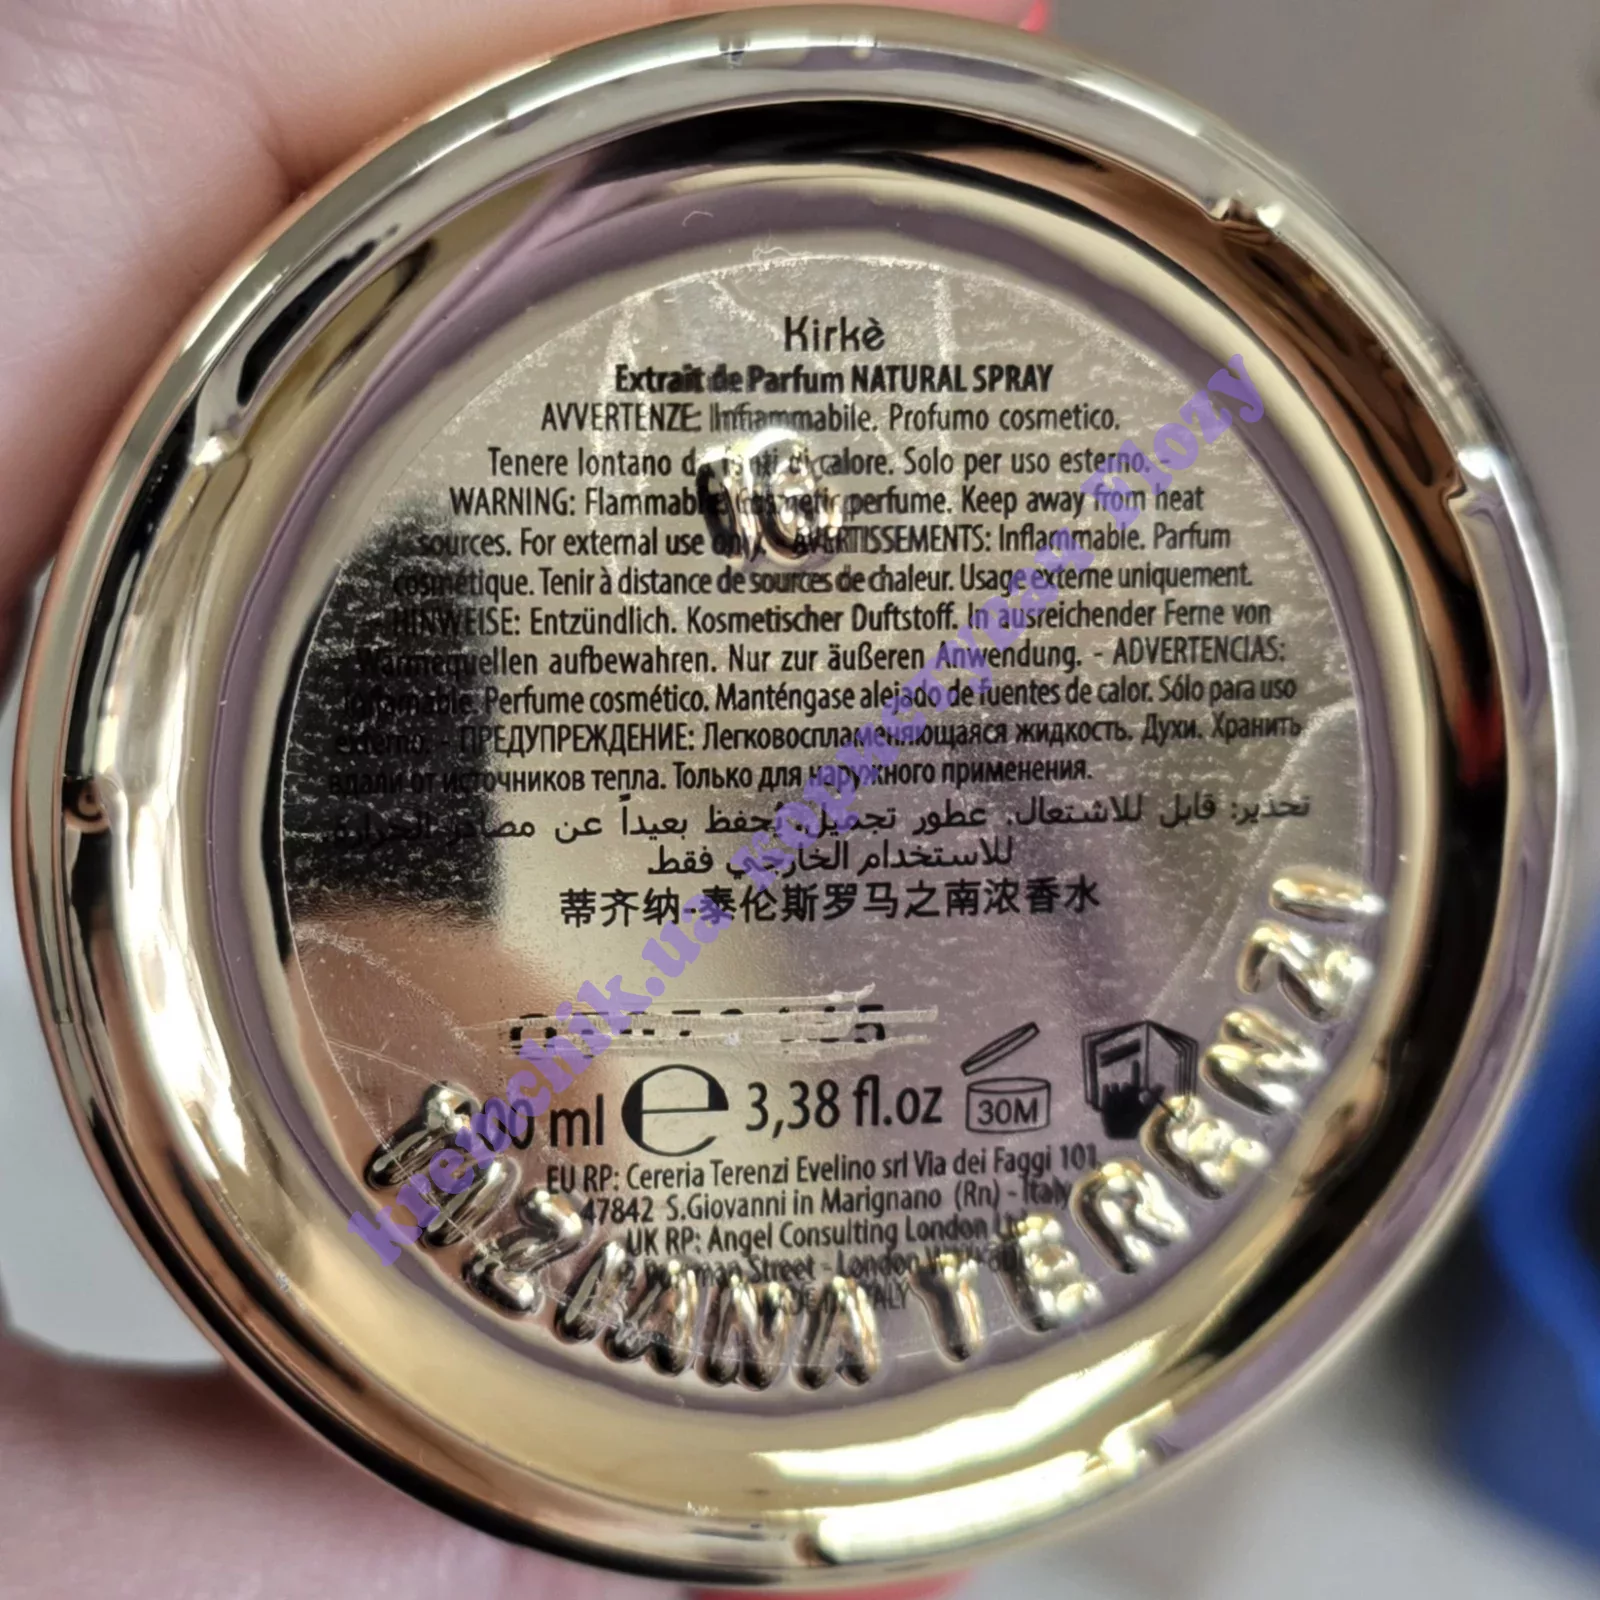 Kirkè
Extrait de Parfum NATURAL SPRAY
AVVERTENZE: Infiammabile. Profumo cosmetico.
Tenere lontano da fonti di calore. Solo per uso esterno. -
WARNING: Flammable. Cosmetic perfume. Keep away from heat
sources. For external use only. AVERTISSEMENTS: Inflammable. Parfum
cosmétique. Tenir à distance de sources de chaleur. Usage externe uniquement.
HINWEISE: Entzündlich. Kosmetischer Duftstoff. In ausreichender Ferne von
Wärmequellen aufbewahren. Nur zur äußeren Anwendung. - ADVERTENCIAS:
Inflamable. Perfume cosmético. Manténgase alejado de fuentes de calor. Sólo para uso
externo. - ПРЕДУПРЕЖДЕНИЕ: Легковоспламеняющаяся жидкость. Духи. Хранить
вдали от источников тепла. Только для наружного применения.
تحذير: قابل للاشتعال. عطور تجميل. يُحفظ بعيداً عن مصادر الحرارة.
للاستخدام الخارجي فقط
蒂齐纳-泰伦斯罗马之南浓香水
100 ml e 3,38 fl.oz 30M
EU RP: Cereria Terenzi Evelino srl Via dei Faggi 101
47842 S.Giovanni in Marignano (Rn) - Italy
UK RP: Angel Consulting London Ltd
Street - London
ITALY
TIZIANA TERENZI
kremchik.ua